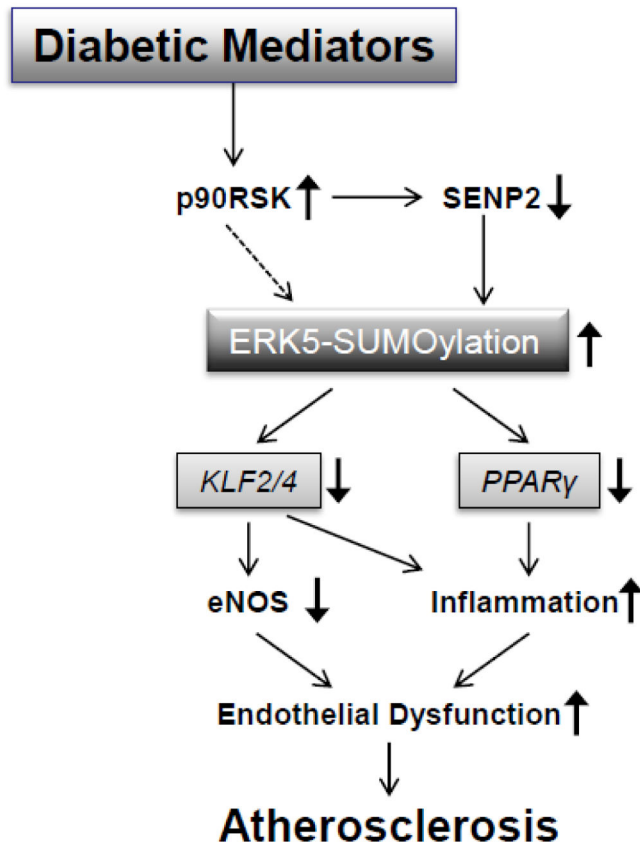 Diabetic Mediators
p90RSK
SENP2
ERK5-SUMOylation
KLF2/4
PPARγ
eNOS
Inflammation
Endothelial Dysfunction
Atherosclerosis